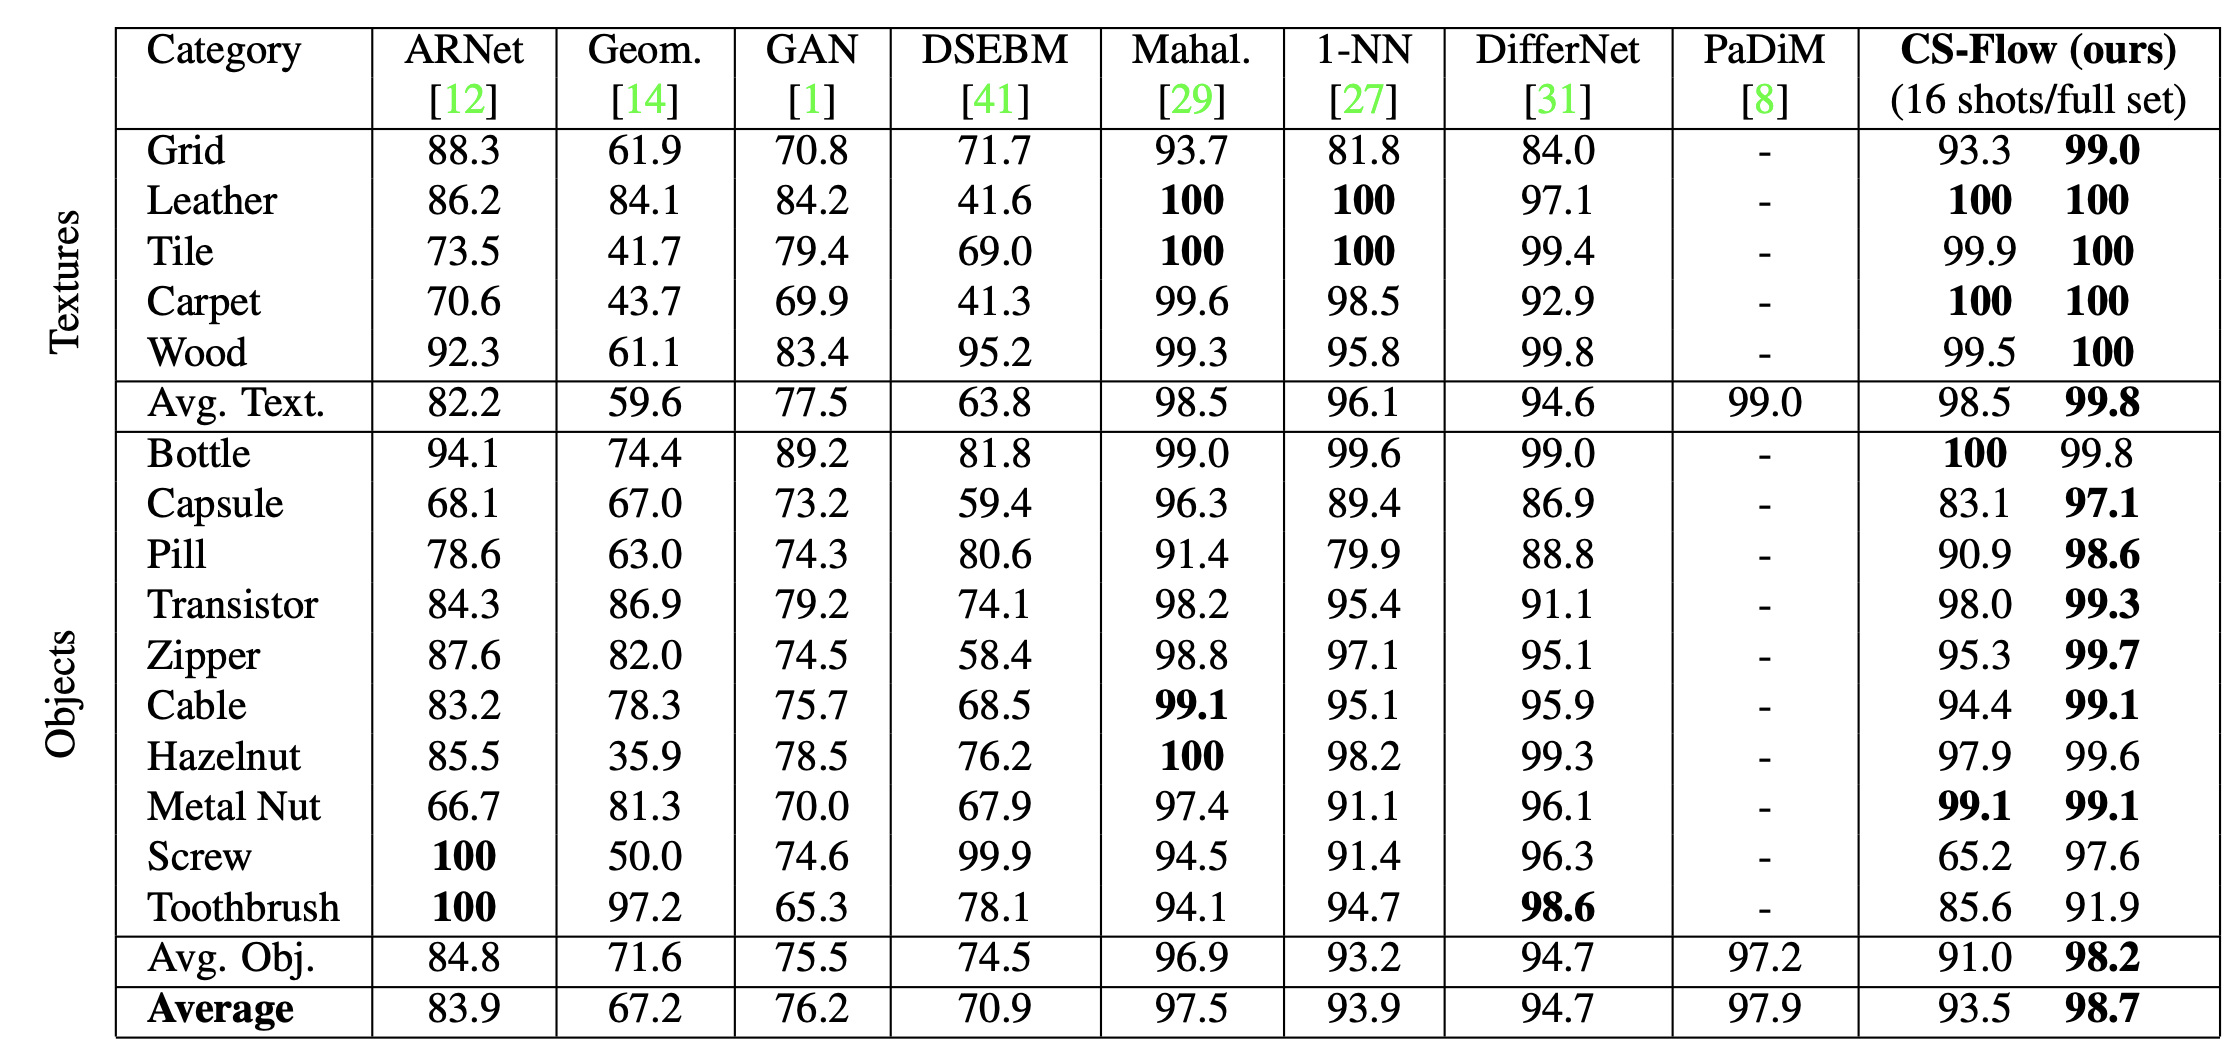 Category ARNet Geom. GAN DSEBM Mahal. 1-NN DifferNet PaDiM CS-Flow (ours)
[12] [14] [1] [41] [29] [27] [31] [8] (16 shots/full set)
Textures
Grid 88.3 61.9 70.8 71.7 93.7 81.8 84.0 - 93.3 99.0
Leather 86.2 84.1 84.2 41.6 100 100 97.1 - 100 100
Tile 73.5 41.7 79.4 69.0 100 100 99.4 - 99.9 100
Carpet 70.6 43.7 69.9 41.3 99.6 98.5 92.9 - 100 100
Wood 92.3 61.1 83.4 95.2 99.3 95.8 99.8 - 99.5 100
Avg. Text. 82.2 59.6 77.5 63.8 98.5 96.1 94.6 99.0 98.5 99.8
Objects
Bottle 94.1 74.4 89.2 81.8 99.0 99.6 99.0 - 100 99.8
Capsule 68.1 67.0 73.2 59.4 96.3 89.4 86.9 - 83.1 97.1
Pill 78.6 63.0 74.3 80.6 91.4 79.9 88.8 - 90.9 98.6
Transistor 84.3 86.9 79.2 74.1 98.2 95.4 91.1 - 98.0 99.3
Zipper 87.6 82.0 74.5 58.4 98.8 97.1 95.1 - 95.3 99.7
Cable 83.2 78.3 75.7 68.5 99.1 95.1 95.9 - 94.4 99.1
Hazelnut 85.5 35.9 78.5 76.2 100 98.2 99.3 - 97.9 99.6
Metal Nut 66.7 81.3 70.0 67.9 97.4 91.1 96.1 - 99.1 99.1
Screw 100 50.0 74.6 99.9 94.5 91.4 96.3 - 65.2 97.6
Toothbrush 100 97.2 65.3 78.1 94.1 94.7 98.6 - 85.6 91.9
Avg. Obj. 84.8 71.6 75.5 74.5 96.9 93.2 94.7 97.2 91.0 98.2
Average 83.9 67.2 76.2 70.9 97.5 93.9 94.7 97.9 93.5 98.7